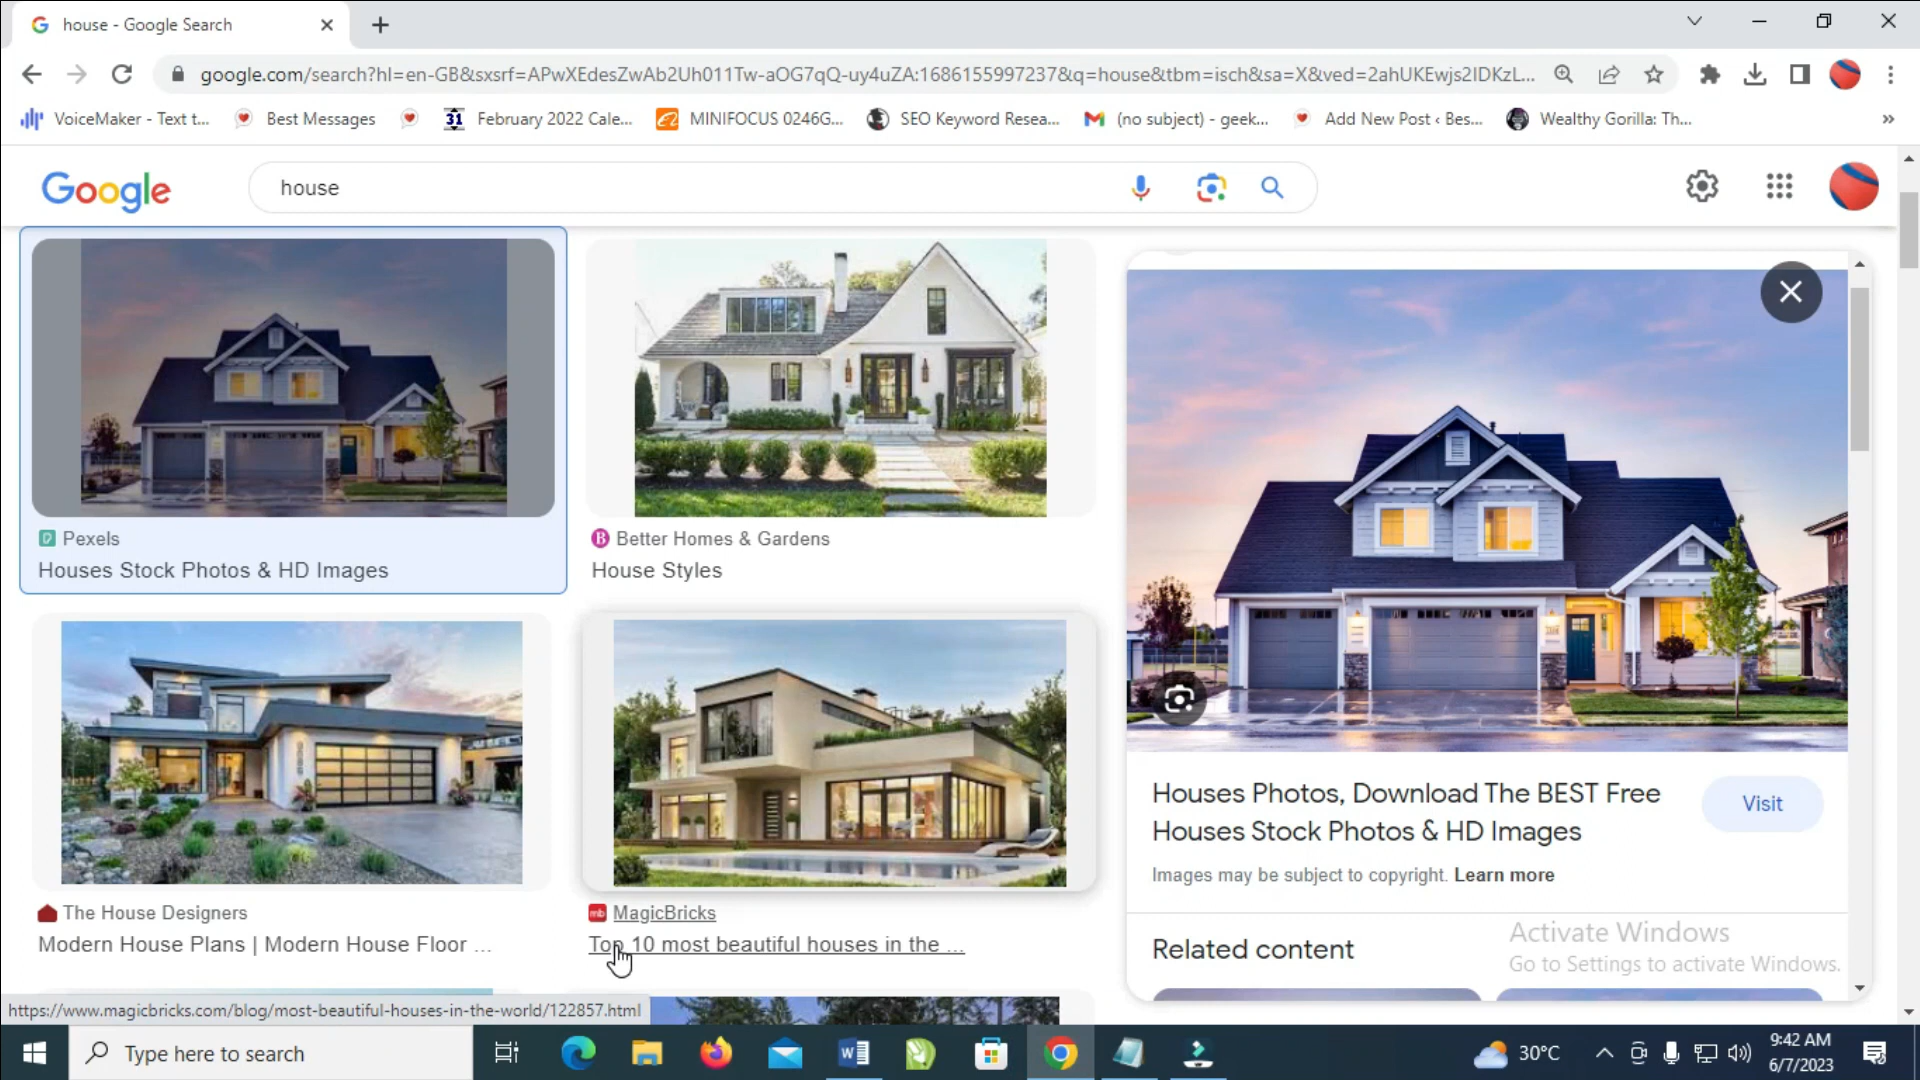 house - Google Search
google.com/search?hl=en-GB&sxsrf=APwXEdesZwAb2Uh011Tw-aOG7qQ-uy4uZA:1686155997237&q=house&tbm=isch&sa=X&ved=2ahUKEwjs2IDKzL...
VoiceMaker - Text t...
Best Messages
31
February 2022 Cale...
MINIFOCUS 0246G...
SEO Keyword Resea...
(no subject) - geek...
Add New Post ‹ Bes...
Wealthy Gorilla: Th...
»
Google
house
Pexels
Houses Stock Photos & HD Images
B Better Homes & Gardens
House Styles
The House Designers
Modern House Plans | Modern House Floor ...
mb MagicBricks
Top 10 most beautiful houses in the ...
Houses Photos, Download The BEST Free
Houses Stock Photos & HD Images
Visit
Images may be subject to copyright. Learn more
Related content
Activate Windows
Go to Settings to activate Windows.
https://www.magicbricks.com/blog/most-beautiful-houses-in-the-world/122857.html
Type here to search
30°C
9:42 AM
6/7/2023